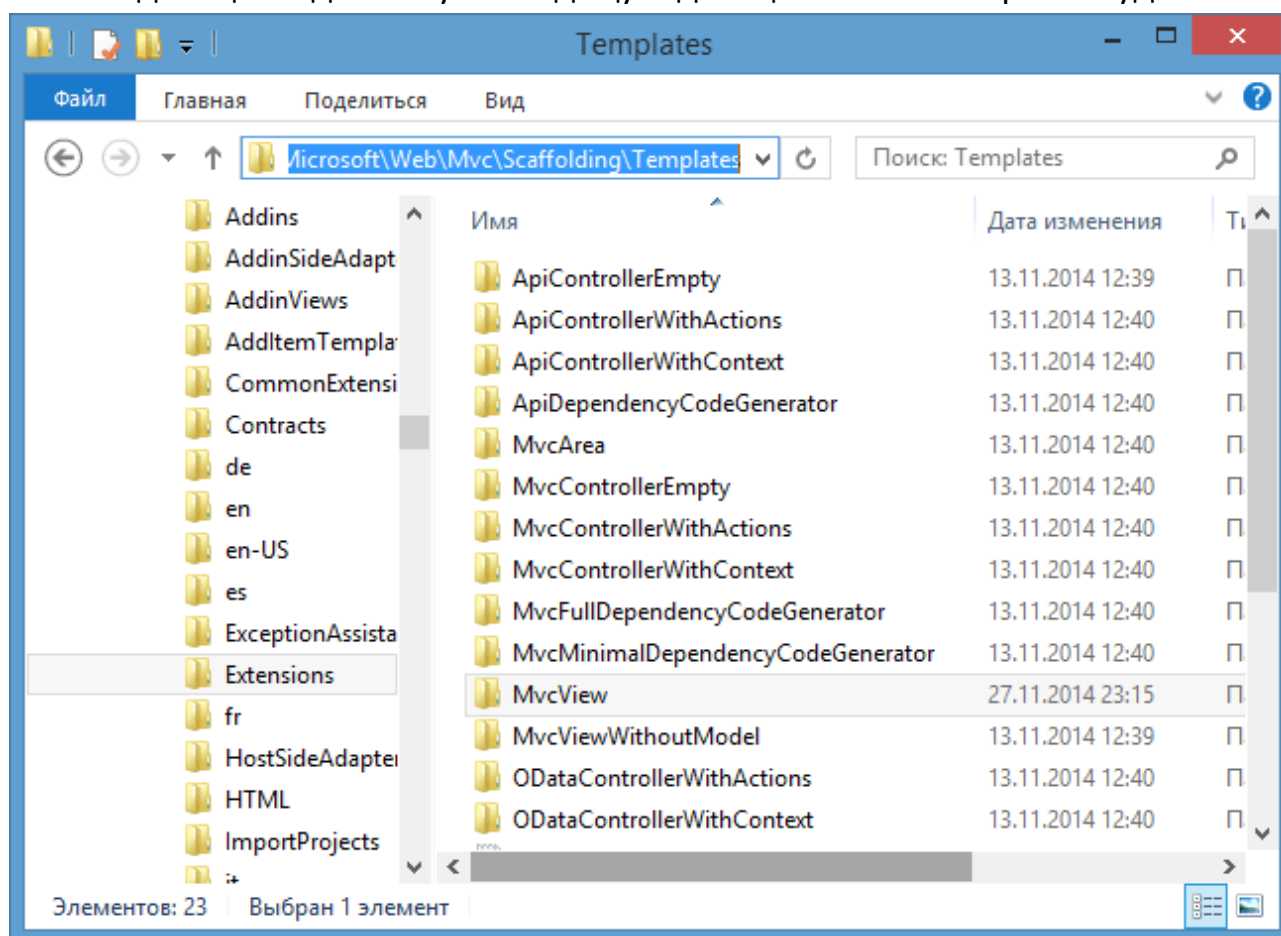 Templates
Файл Главная Поделиться Вид
Microsoft\Web\Mvc\Scaffolding\Templates Поиск: Templates
Addins
AddinSideAdapt
AddinViews
AddItemTempla
CommonExtensi
Contracts
de
en
en-US
es
ExceptionAssista
Extensions
fr
HostSideAdapte
HTML
ImportProjects
it
Имя Дата изменения
ApiControllerEmpty 13.11.2014 12:39 П
ApiControllerWithActions 13.11.2014 12:40 П
ApiControllerWithContext 13.11.2014 12:40 П
ApiDependencyCodeGenerator 13.11.2014 12:40 П
MvcArea 13.11.2014 12:40 П
MvcControllerEmpty 13.11.2014 12:40 П
MvcControllerWithActions 13.11.2014 12:40 П
MvcControllerWithContext 13.11.2014 12:40 П
MvcFullDependencyCodeGenerator 13.11.2014 12:40 П
MvcMinimalDependencyCodeGenerator 13.11.2014 12:40 П
MvcView 27.11.2014 23:15 П
MvcViewWithoutModel 13.11.2014 12:39 П
ODataControllerWithActions 13.11.2014 12:40 П
ODataControllerWithContext 13.11.2014 12:40 П
Элементов: 23 Выбран 1 элемент